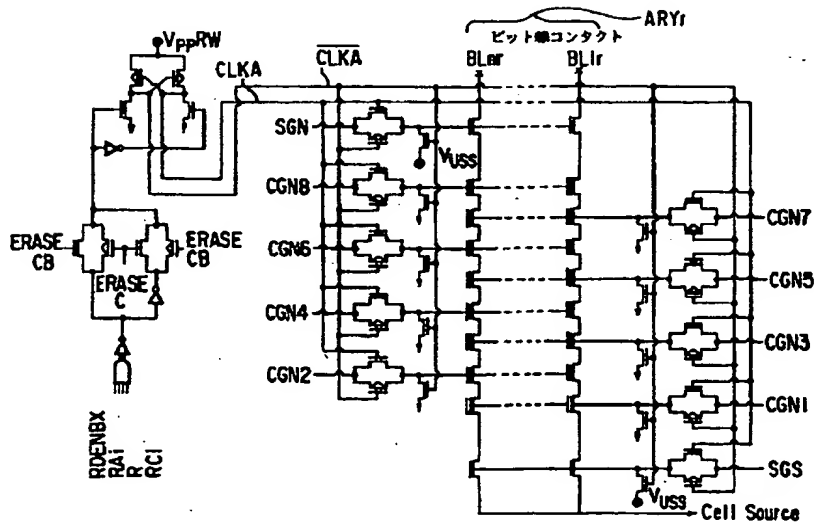 ARYr
ビット線コンタクト
VppRW
CLKA
CLKA
BLmr
BLlr
SGN
VUSS
CGN8
CGN7
ERASE CB
ERASE CB
CGN6
ERASE C
CGN5
CGN4
CGN3
CGN2
CGN1
RDENBX
RAi
R
RCi
SGS
VUSS
Cell Source